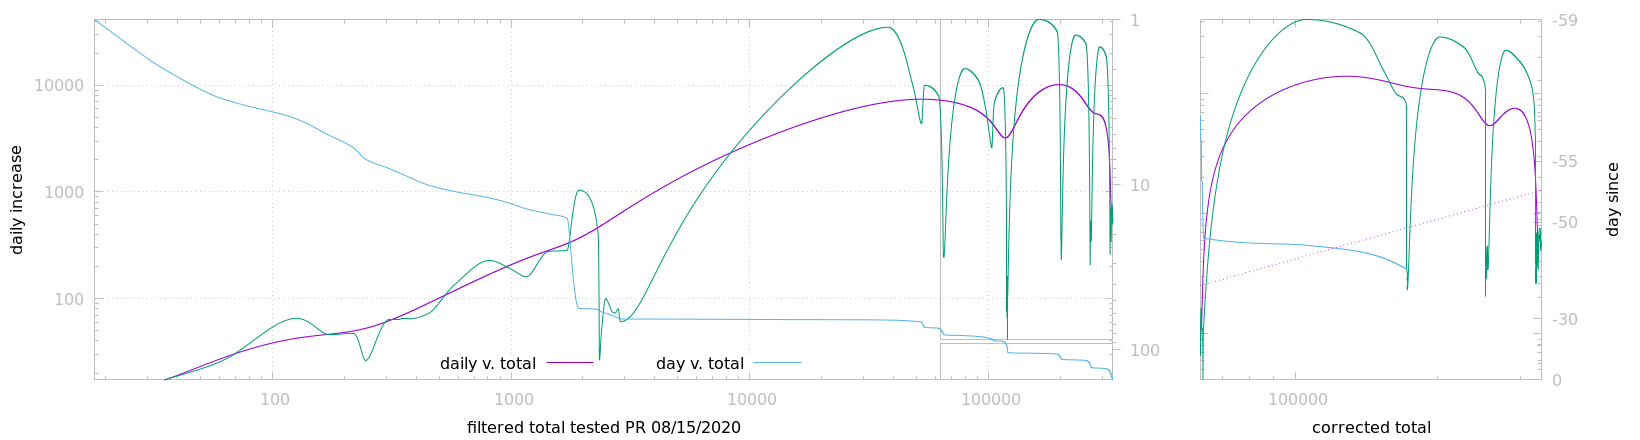 1
-59
10000
daily increase
-55
day since
1000
10
-50
100
-30
daily v. total
day v. total
100
0
100
1000
10000
100000
100000
filtered total tested PR 08/15/2020
corrected total